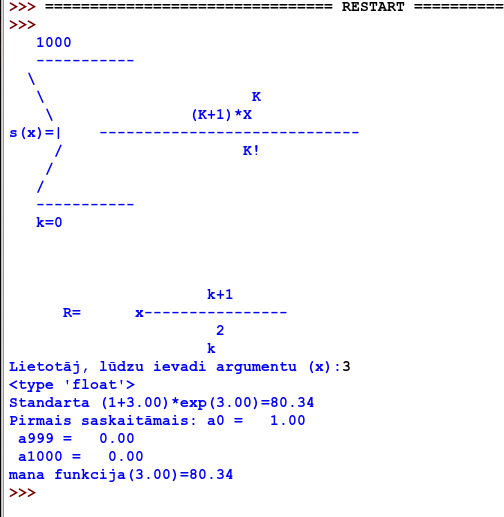 >>> ================================ RESTART ==========
>>>
   1000
   -----------
  \
   \                       K
    \               (K+1)*X
s(x)=|    -----------------------------
     /                    K!
    /
   /
   -----------
   k=0
                      k+1
      R=      x----------------
                       2
                      k
Lietotāj, lūdzu ievadi argumentu (x):3
<type 'float'>
Standarta (1+3.00)*exp(3.00)=80.34
Pirmais saskaitāmais: a0 =   1.00
 a999 =   0.00
 a1000 =   0.00
mana funkcija(3.00)=80.34
>>>